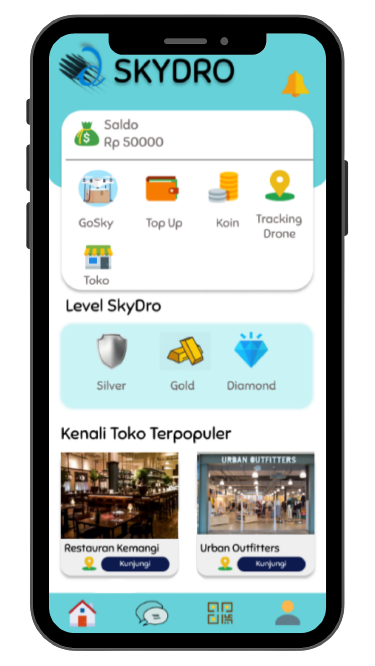 SKYDRO
Saldo
Rp 50000
GoSky
Top Up
Koin
Tracking
Drone
Toko
Level SkyDro
Silver
Gold
Diamond
Kenali Toko Terpopuler
URBAN OUTFITTERS
Restauran Kemangi
Kunjungi
Urban Outfitters
Kunjungi